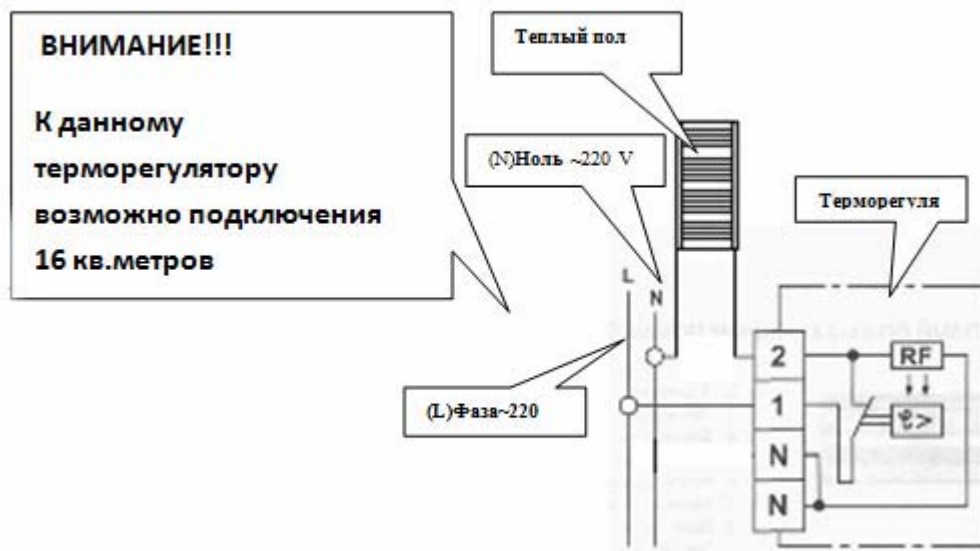 ВНИМАНИЕ!!!
К данному
терморегулятору
возможно подключения
16 кв.метров
Теплый пол
(N)Ноль ~220 V
Терморегуля
L
N
(L)Фаза~220
2
1
N
N
RF